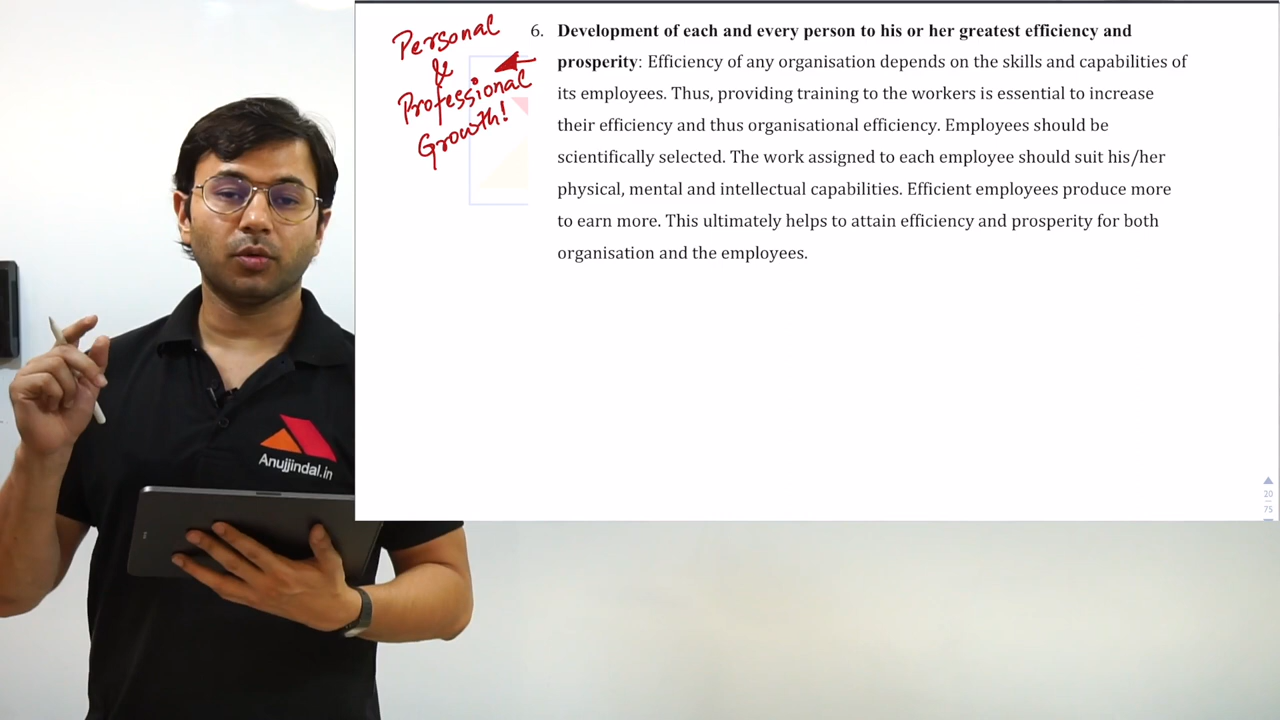 Personal
&
Professional
Growth!
6. Development of each and every person to his or her greatest efficiency and
prosperity: Efficiency of any organisation depends on the skills and capabilities of
its employees. Thus, providing training to the workers is essential to increase
their efficiency and thus organisational efficiency. Employees should be
scientifically selected. The work assigned to each employee should suit his/her
physical, mental and intellectual capabilities. Efficient employees produce more
to earn more. This ultimately helps to attain efficiency and prosperity for both
organisation and the employees.
Anujjindal.in
20
75